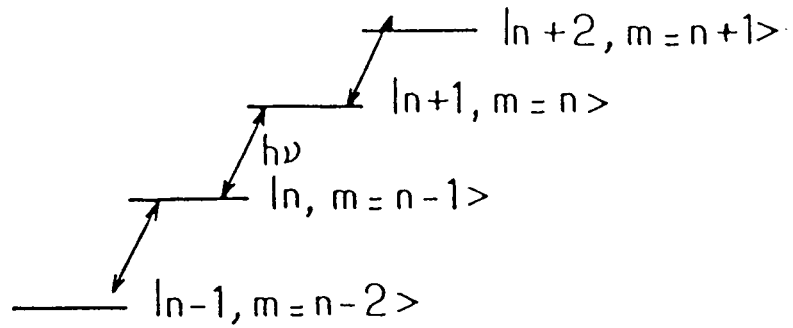 |n+2, m=n+1>
|n+1, m=n>
hν
|n, m=n-1>
|n-1, m=n-2>